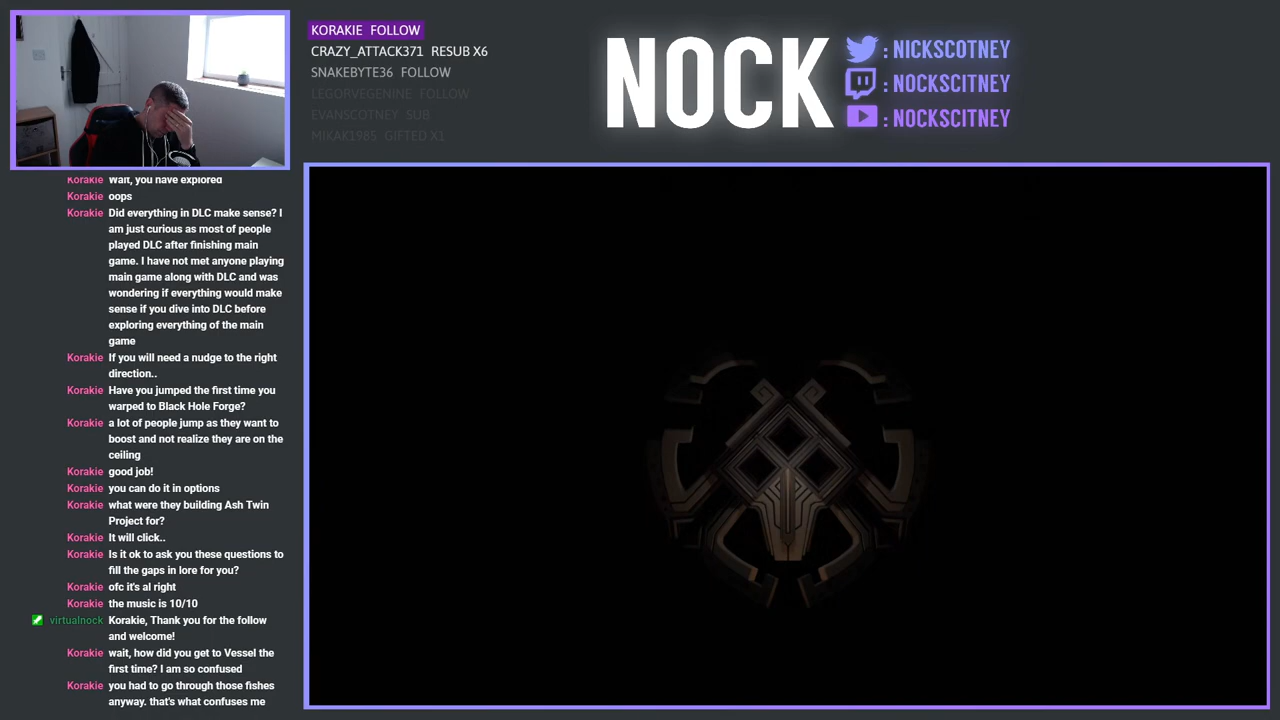 KORAKIE FOLLOW
CRAZY_ATTACK371 RESUB X6
SNAKEBYTE36 FOLLOW
LEGORVEGENINE FOLLOW
EVANSCOTNEY SUB
MIKAK1985 GIFTED X1
NOCK
: NICKSCOTNEY
: NOCKSCITNEY
: NOCKSCITNEY
Korakie Wait, you have explored
Korakie oops
Korakie Did everything in DLC make sense? I
am just curious as most of people
played DLC after finishing main
game. I have not met anyone playing
main game along with DLC and was
wondering if everything would make
sense if you dive into DLC before
exploring everything of the main
game
Korakie If you will need a nudge to the right
direction..
Korakie Have you jumped the first time you
warped to Black Hole Forge?
Korakie a lot of people jump as they want to
boost and not realize they are on the
ceiling
Korakie good job!
Korakie you can do it in options
Korakie what were they building Ash Twin
Project for?
Korakie It will click..
Korakie Is it ok to ask you these questions to
fill the gaps in lore for you?
Korakie ofc it's al right
Korakie the music is 10/10
virtualnock Korakie, Thank you for the follow
and welcome!
Korakie wait, how did you get to Vessel the
first time? I am so confused
Korakie you had to go through those fishes
anyway. that's what confuses me